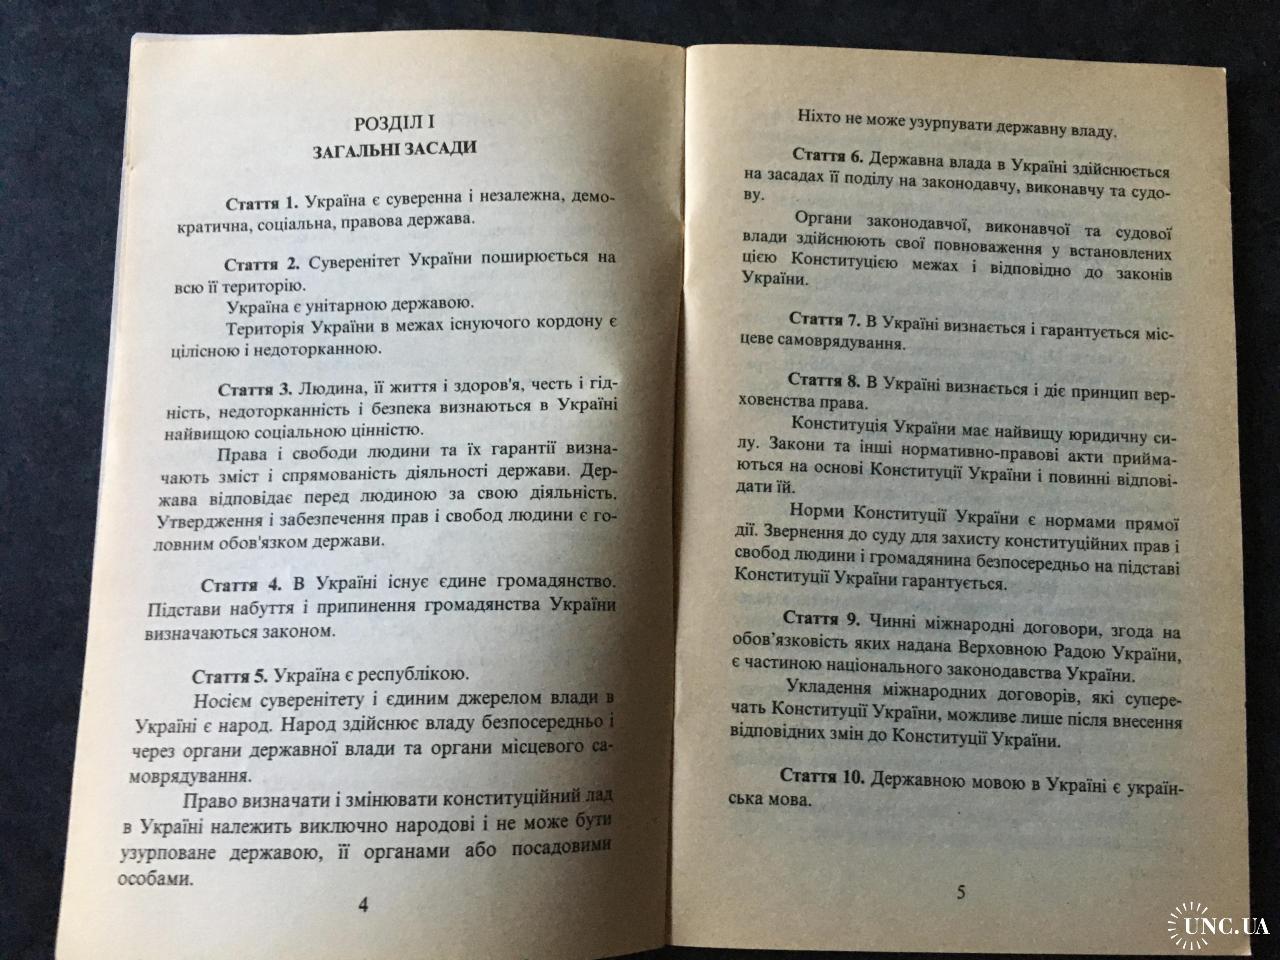 РОЗДІЛ І
ЗАГАЛЬНІ ЗАСАДИ
Стаття 1. Україна є суверенна і незалежна, демо-
кратична, соціальна, правова держава.
Стаття 2. Суверенітет України поширюється на
всю її територію.
Україна є унітарною державою.
Територія України в межах існуючого кордону є
цілісною і недоторканною.
Стаття 3. Людина, її життя і здоров'я, честь і гід-
ність, недоторканність і безпека визнаються в Україні
найвищою соціальною цінністю.
Права і свободи людини та їх гарантії визна-
чають зміст і спрямованість діяльності держави. Дер-
жава відповідає перед людиною за свою діяльність.
Утвердження і забезпечення прав і свобод людини є го-
ловним обов'язком держави.
Стаття 4. В Україні існує єдине громадянство.
Підстави набуття і припинення громадянства України
визначаються законом.
Стаття 5. Україна є республікою.
Носієм суверенітету і єдиним джерелом влади в
Україні є народ. Народ здійснює владу безпосередньо і
через органи державної влади та органи місцевого са-
моврядування.
Право визначати і змінювати конституційний лад
в Україні належить виключно народові і не може бути
узурповане державою, її органами або посадовими
особами.
4
Ніхто не може узурпувати державну владу.
Стаття 6. Державна влада в Україні здійснюється
на засадах її поділу на законодавчу, виконавчу та судо-
ву.
Органи законодавчої, виконавчої та судової
влади здійснюють свої повноваження у встановлених
цією Конституцією межах і відповідно до законів
України.
Стаття 7. В Україні визнається і гарантується міс-
цеве самоврядування.
Стаття 8. В Україні визнається і діє принцип вер-
ховенства права.
Конституція України має найвищу юридичну си-
лу. Закони та інші нормативно-правові акти прийма-
ються на основі Конституції України і повинні відпові-
дати їй.
Норми Конституції України є нормами прямої
дії. Звернення до суду для захисту конституційних прав і
свобод людини і громадянина безпосередньо на підставі
Конституції України гарантується.
Стаття 9. Чинні міжнародні договори, згода на
обов’язковість яких надана Верховною Радою України,
є частиною національного законодавства України.
Укладення міжнародних договорів, які супере-
чать Конституції України, можливе лише після внесення
відповідних змін до Конституції України.
Стаття 10. Державною мовою в Україні є україн-
ська мова.
5
UNC.UA